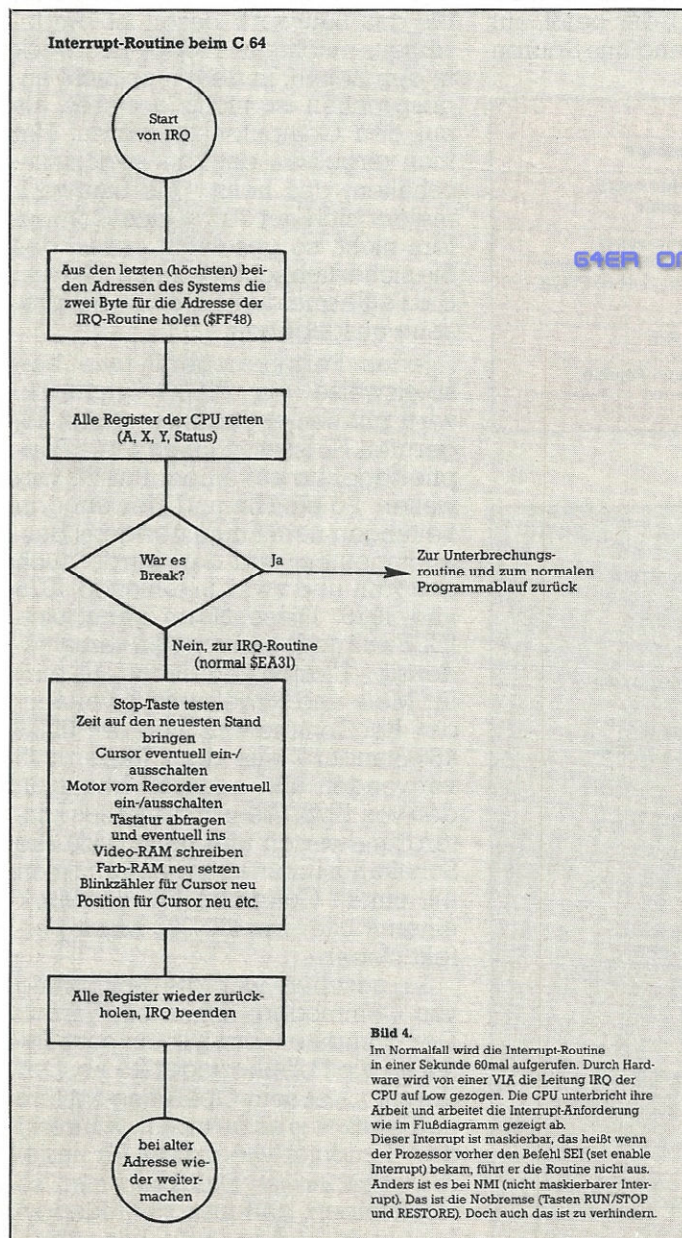 Interrupt-Routine beim C 64
Start
von IRQ
64ER ON
Aus den letzten (höchsten) bei-
den Adressen des Systems die
zwei Byte für die Adresse der
IRQ-Routine holen ($FF48)
Alle Register der CPU retten
(A, X, Y, Status)
War es
Break?
Ja
Zur Unterbrechungs-
routine und zum normalen
Programmablauf zurück
Nein, zur IRQ-Routine
(normal $EA31)
Stop-Taste testen
Zeit auf den neuesten Stand
bringen
Cursor eventuell ein-/
ausschalten
Motor vom Recorder eventuell
ein-/ausschalten
Tastatur abfragen
und eventuell ins
Video-RAM schreiben
Farb-RAM neu setzen
Blinkzähler für Cursor neu
Position für Cursor neu etc.
Alle Register wieder zurück-
holen, IRQ beenden
bei alter
Adresse wie-
der weiter-
machen
Bild 4.
Im Normalfall wird die Interrupt-Routine
in einer Sekunde 60mal aufgerufen. Durch Hard-
ware wird von einer VIA die Leitung IRQ der
CPU auf Low gezogen. Die CPU unterbricht ihre
Arbeit und arbeitet die Interrupt-Anforderung
wie im Flußdiagramm gezeigt ab.
Dieser Interrupt ist maskierbar, das heißt wenn
der Prozessor vorher den Befehl SEI (set enable
Interrupt) bekam, führt er die Routine nicht aus.
Anders ist es bei NMI (nicht maskierbarer Inter-
rupt). Das ist die Notbremse (Tasten RUN/STOP
und RESTORE). Doch auch das ist zu verhindern.